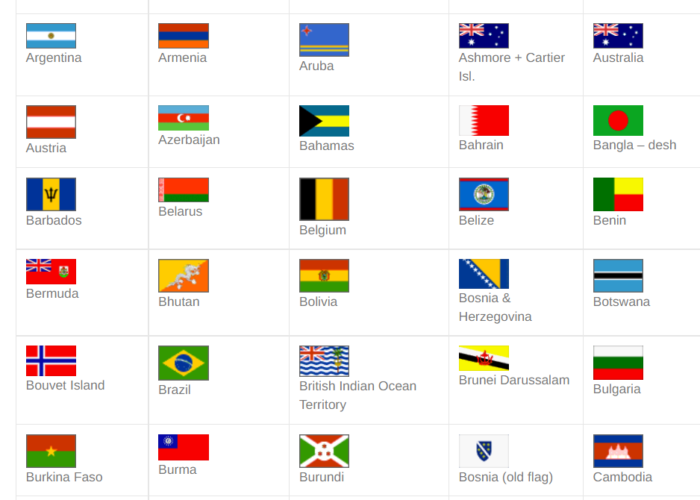 Argentina
Armenia
Aruba
Ashmore + Cartier
Isl.
Australia
Austria
Azerbaijan
Bahamas
Bahrain
Bangla – desh
Barbados
Belarus
Belgium
Belize
Benin
Bermuda
Bhutan
Bolivia
Bosnia &
Herzegovina
Botswana
Bouvet Island
Brazil
British Indian Ocean
Territory
Brunei Darussalam
Bulgaria
Burkina Faso
Burma
Burundi
Bosnia (old flag)
Cambodia